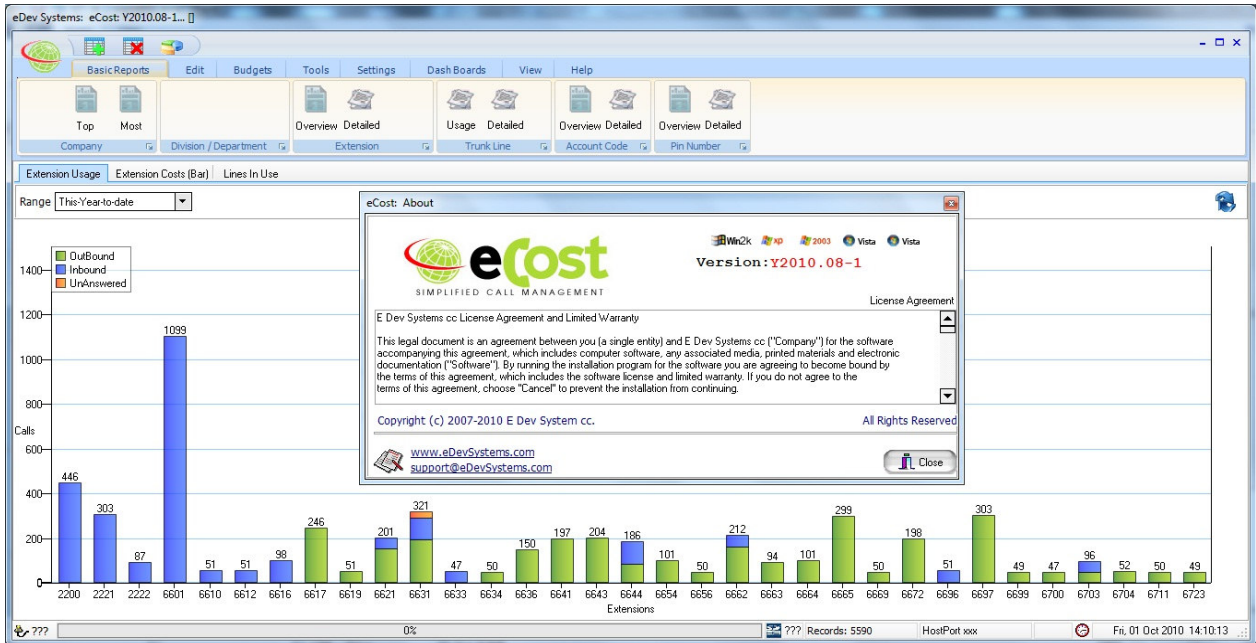 eDev Systems: eCost: Y2010.08-1... []
Basic Reports Edit Budgets Tools Settings Dash Boards View Help
Top Most Overview Detailed Usage Detailed Overview Detailed Overview Detailed
Company Division / Department Extension Trunk Line Account Code Pin Number
Extension Usage Extension Costs (Bar) Lines In Use
Range This-Year-to-date
eCost: About
eCost
SIMPLIFIED CALL MANAGEMENT
Win2k xp 2003 Vista Vista
Version:Y2010.08-1
License Agreement
E Dev Systems cc License Agreement and Limited Warranty
This legal document is an agreement between you (a single entity) and E Dev Systems cc ("Company") for the software
accompanying this agreement, which includes computer software, any associated media, printed materials and electronic
documentation ("Software"). By running the installation program for the software you are agreeing to become bound by
the terms of this agreement, which includes the software license and limited warranty. If you do not agree to the
terms of this agreement, choose "Cancel" to prevent the installation from continuing.
Copyright (c) 2007-2010 E Dev System cc. All Rights Reserved
www.eDevSystems.com
support@eDevSystems.com
Close
OutBound
Inbound
UnAnswered
1400
1200
1000
800
Calls
600
400
200
0
446 303 87 1099 51 51 98 246 51 201 321 47 50 150 197 204 186 101 50 212 94 101 299 50 198 51 303 49 47 96 52 50 49
2200 2221 2222 6601 6610 6612 6616 6617 6619 6621 6631 6633 6634 6636 6641 6643 6644 6654 6656 6662 6663 6664 6665 6669 6672 6696 6697 6699 6700 6703 6704 6711 6723
Extensions
??? 0% ??? Records: 5590 HostPort xxx Fri, 01 Oct 2010 14:10:13